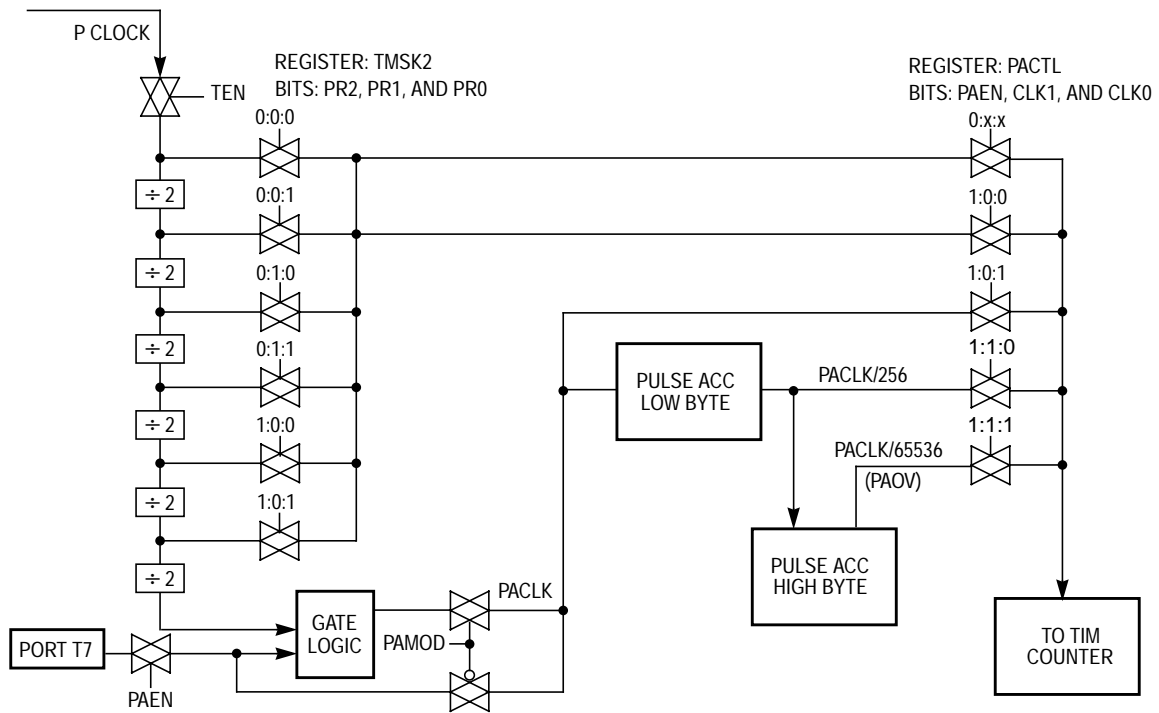 P CLOCK
TEN
REGISTER: TMSK2
BITS: PR2, PR1, AND PR0
REGISTER: PACTL
BITS: PAEN, CLK1, AND CLK0
0:0:0
0:x:x
÷ 2
0:0:1
1:0:0
÷ 2
0:1:0
1:0:1
÷ 2
0:1:1
1:1:0
PULSE ACC
LOW BYTE
PACLK/256
÷ 2
1:0:0
1:1:1
PACLK/65536
(PAOV)
÷ 2
1:0:1
PULSE ACC
HIGH BYTE
÷ 2
GATE
LOGIC
PACLK
PORT T7
PAMOD
PAEN
TO TIM
COUNTER